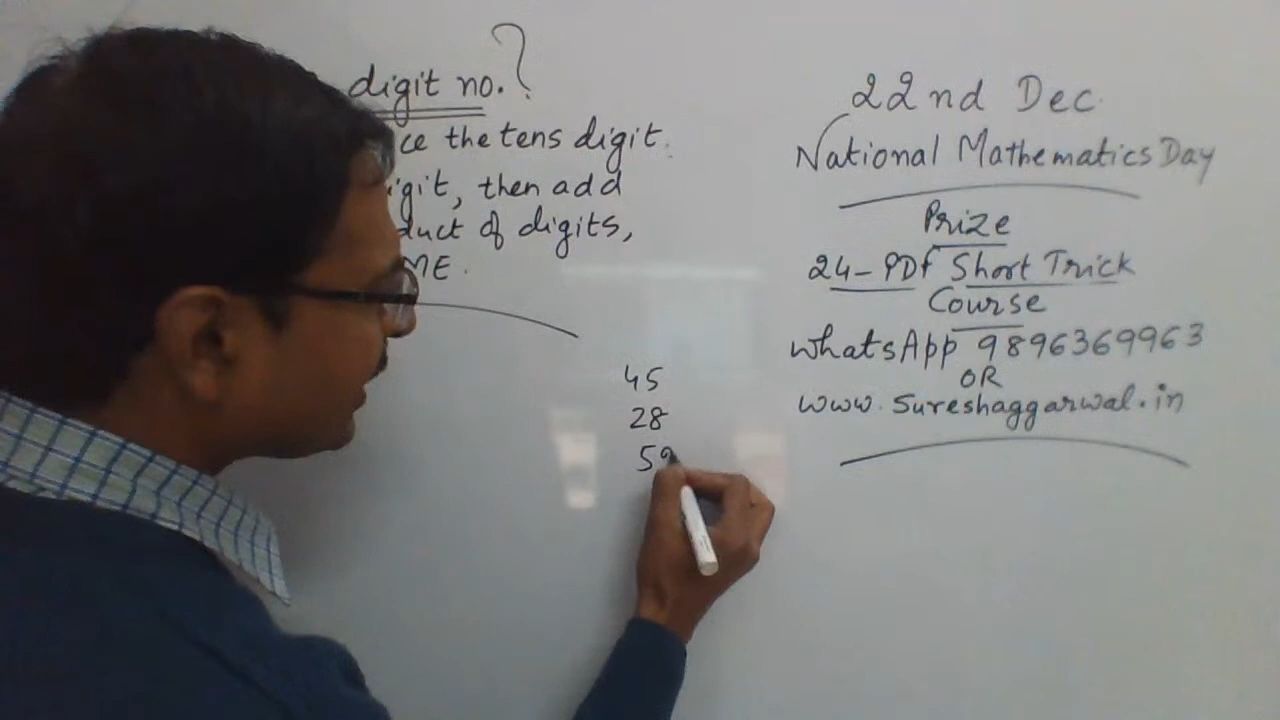 digit no.?
ce the tens digit.
igit, then add
duct of digits,
ME.
45
28
59
22nd Dec.
National Mathematics Day
Prize
24-PDF Short Trick
Course
WhatsApp 9896369963
OR
www.sureshaggarwal.in